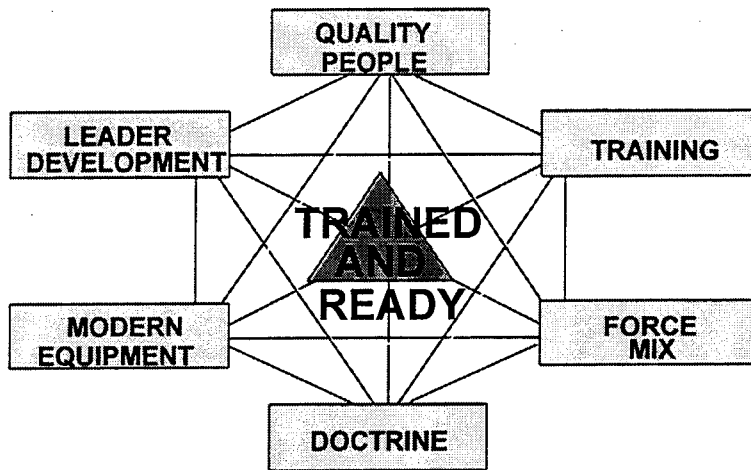 QUALITY
PEOPLE
LEADER
DEVELOPMENT
TRAINING
TRAINED
AND
READY
MODERN
EQUIPMENT
FORCE
MIX
DOCTRINE